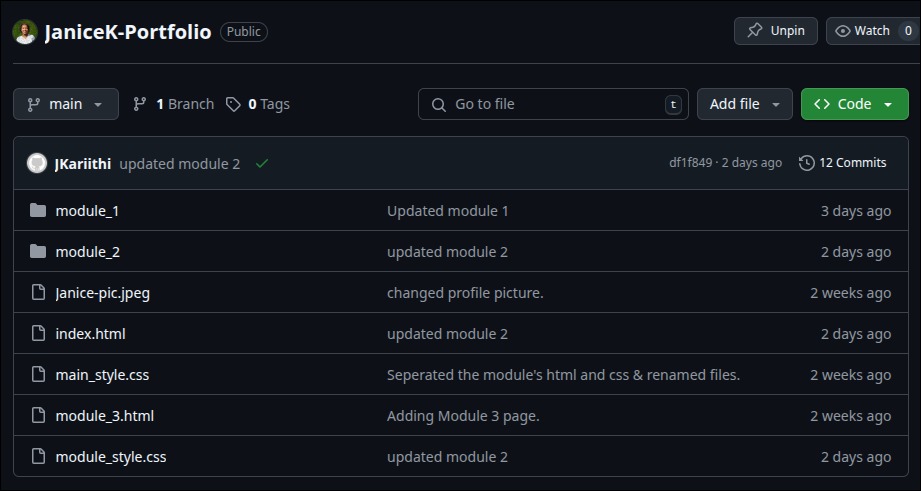 JaniceK-Portfolio Public Unpin Watch 0
main 1 Branch 0 Tags Go to file t Add file Code
JKariithi updated module 2 df1f849 · 2 days ago 12 Commits
module_1 Updated module 1 3 days ago
module_2 updated module 2 2 days ago
Janice-pic.jpeg changed profile picture. 2 weeks ago
index.html updated module 2 2 days ago
main_style.css Seperated the module's html and css & renamed files. 2 weeks ago
module_3.html Adding Module 3 page. 2 weeks ago
module_style.css updated module 2 2 days ago